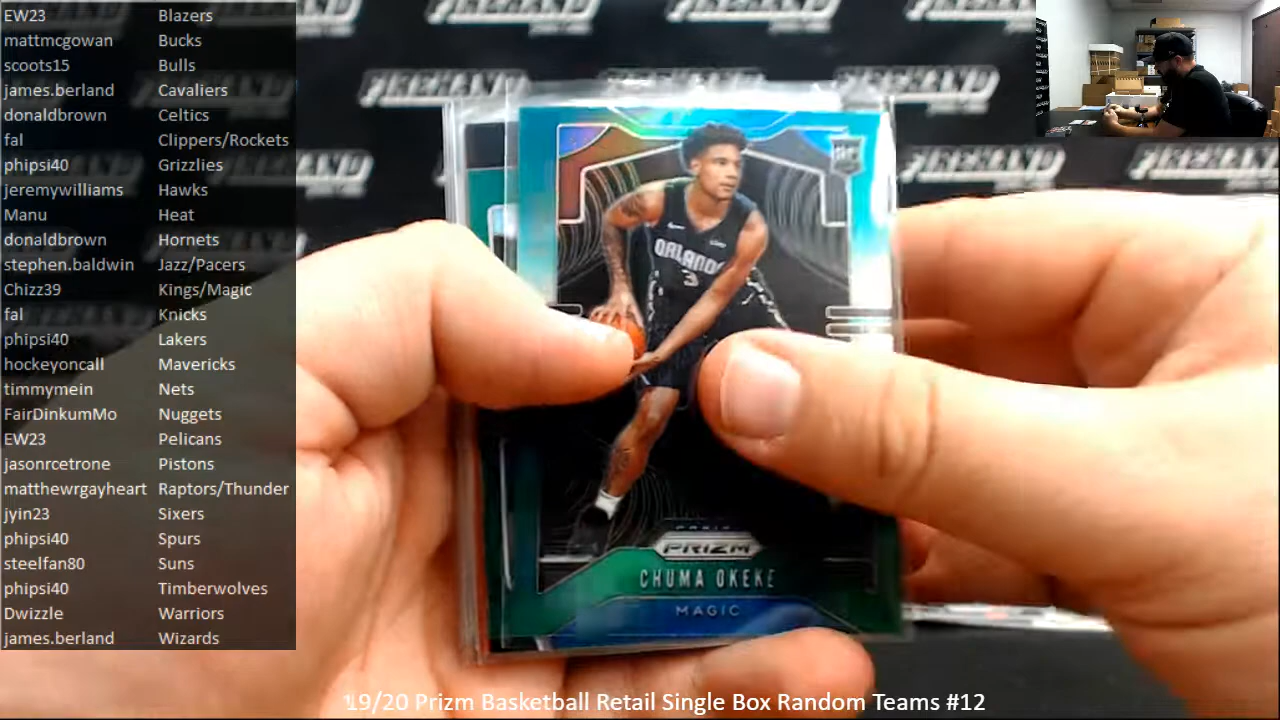 EW23 Blazers
mattmcgowan Bucks
scoots15 Bulls
james.berland Cavaliers
donaldbrown Celtics
fal Clippers/Rockets
phipsi40 Grizzlies
jeremywilliams Hawks
Manu Heat
donaldbrown Hornets
stephen.baldwin Jazz/Pacers
Chizz39 Kings/Magic
fal Knicks
phipsi40 Lakers
hockeyoncall Mavericks
timmymein Nets
FairDinkumMo Nuggets
EW23 Pelicans
jasonrcetrone Pistons
matthewrgayheart Raptors/Thunder
jyin23 Sixers
phipsi40 Spurs
steelfan80 Suns
phipsi40 Timberwolves
Dwizzle Warriors
james.berland Wizards
FIREHAND
RC
ORLANDO
3
PRIZM
CHUMA OKEKE
MAGIC
19/20 Prizm Basketball Retail Single Box Random Teams #12